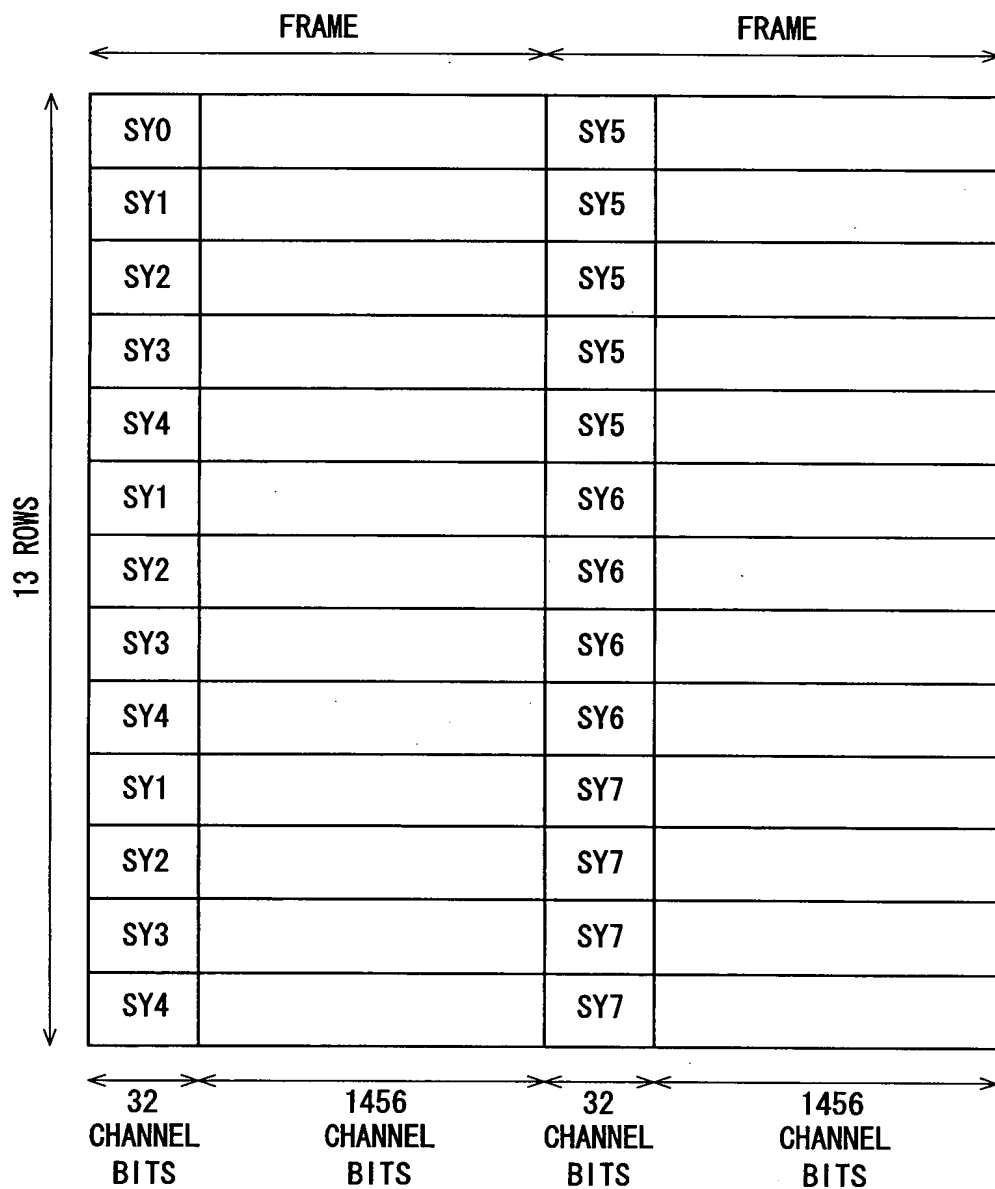 FRAME FRAME
13 ROWS
SY0 SY5
SY1 SY5
SY2 SY5
SY3 SY5
SY4 SY5
SY1 SY6
SY2 SY6
SY3 SY6
SY4 SY6
SY1 SY7
SY2 SY7
SY3 SY7
SY4 SY7
32 CHANNEL BITS
1456 CHANNEL BITS
32 CHANNEL BITS
1456 CHANNEL BITS